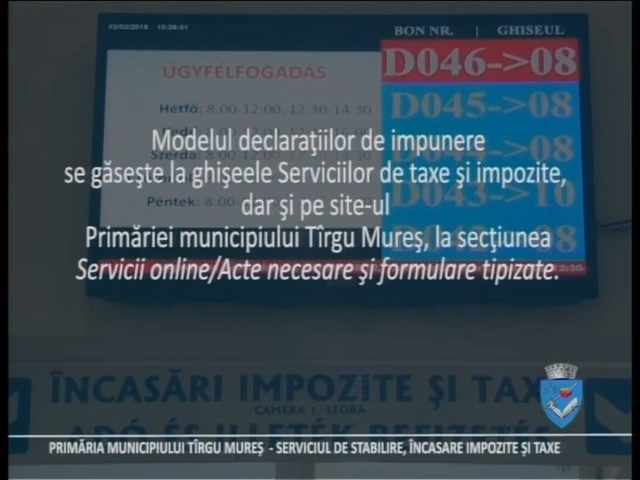 02/02/2016 10:26:41
BON NR. | GHISEUL
ÜGYFÉLFOGADÁS
D046->08
Hétfő: 8:00-12:00; 12:30-14:30
D045->08
Modelul declaraţiilor de impunere
Szerda:
se găseşte la ghişeele Serviciilor de taxe şi impozite,
dar şi pe site-ul
Péntek: 8:00
Primăriei municipiului Tîrgu Mureş, la secţiunea
Servicii online/Acte necesare şi formulare tipizate.
ÎNCASĂRI IMPOZITE ŞI TAXE
CAMERA 1. SZOBA
ADÓ ÉS ILLETÉK BEFIZETÉS
PRIMĂRIA MUNICIPIULUI TÎRGU MUREŞ - SERVICIUL DE STABILIRE, ÎNCASARE IMPOZITE ŞI TAXE